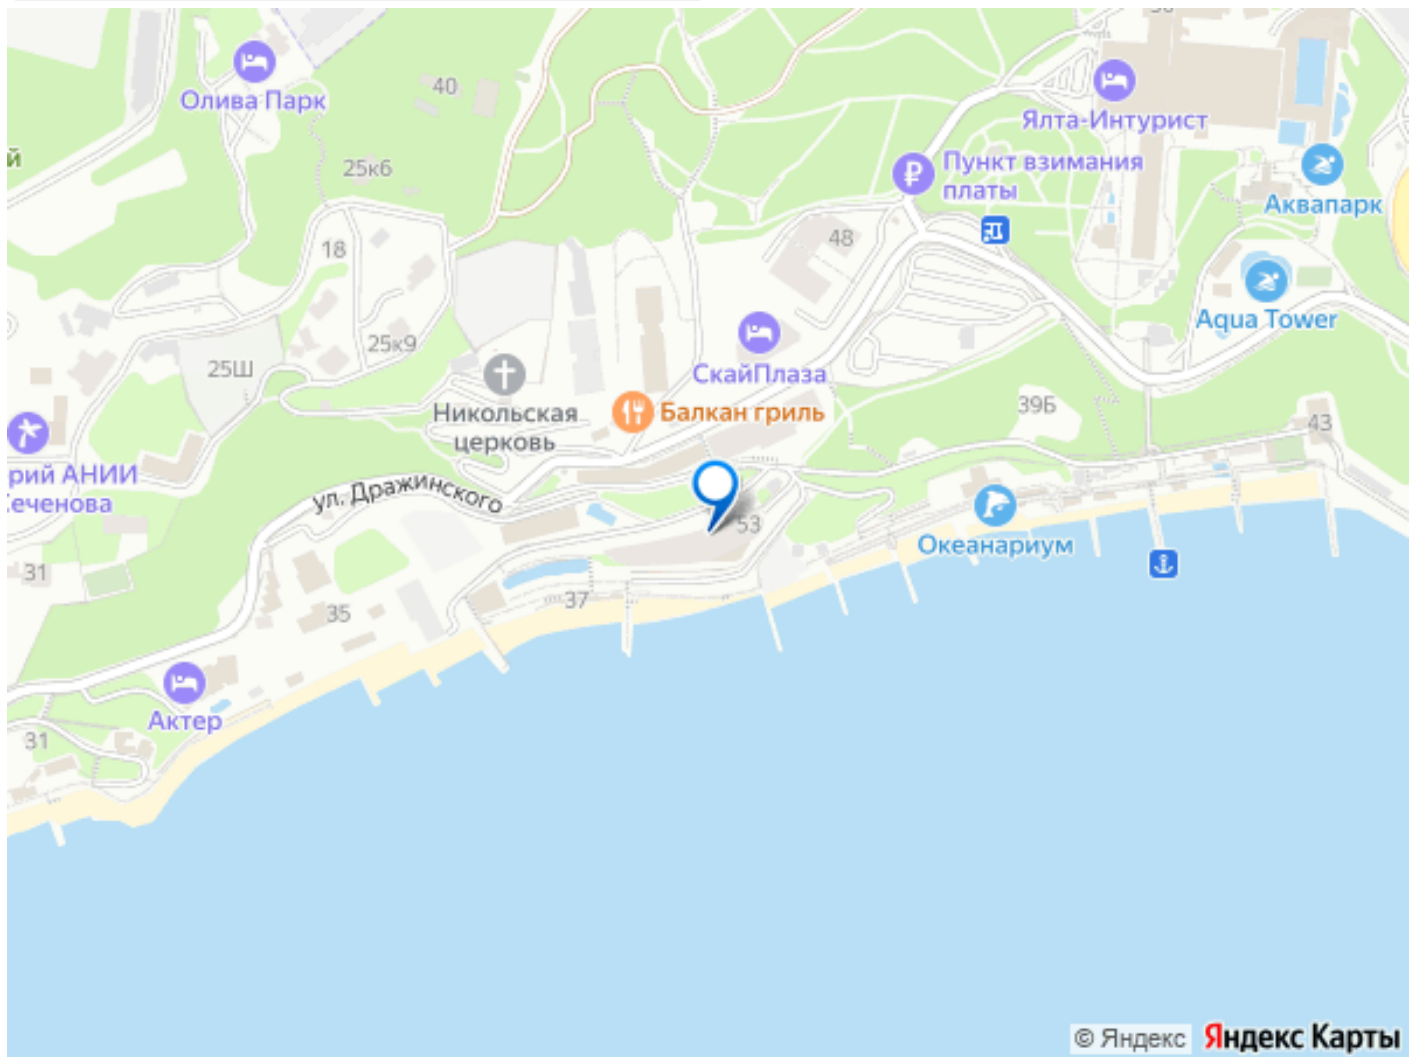 Олива Парк
40
25к6
й
18
25к9
25Ш
Ялта-Интурист
Пункт взимания
платы
Аквапарк
48
Aqua Tower
СкайПлаза
Никольская
церковь
Балкан гриль
39Б
43
рий АНИИ
Сеченова
ул. Дражинского
53
Океанариум
31
35
37
Актер
31
© Яндекс
Яндекс Карты